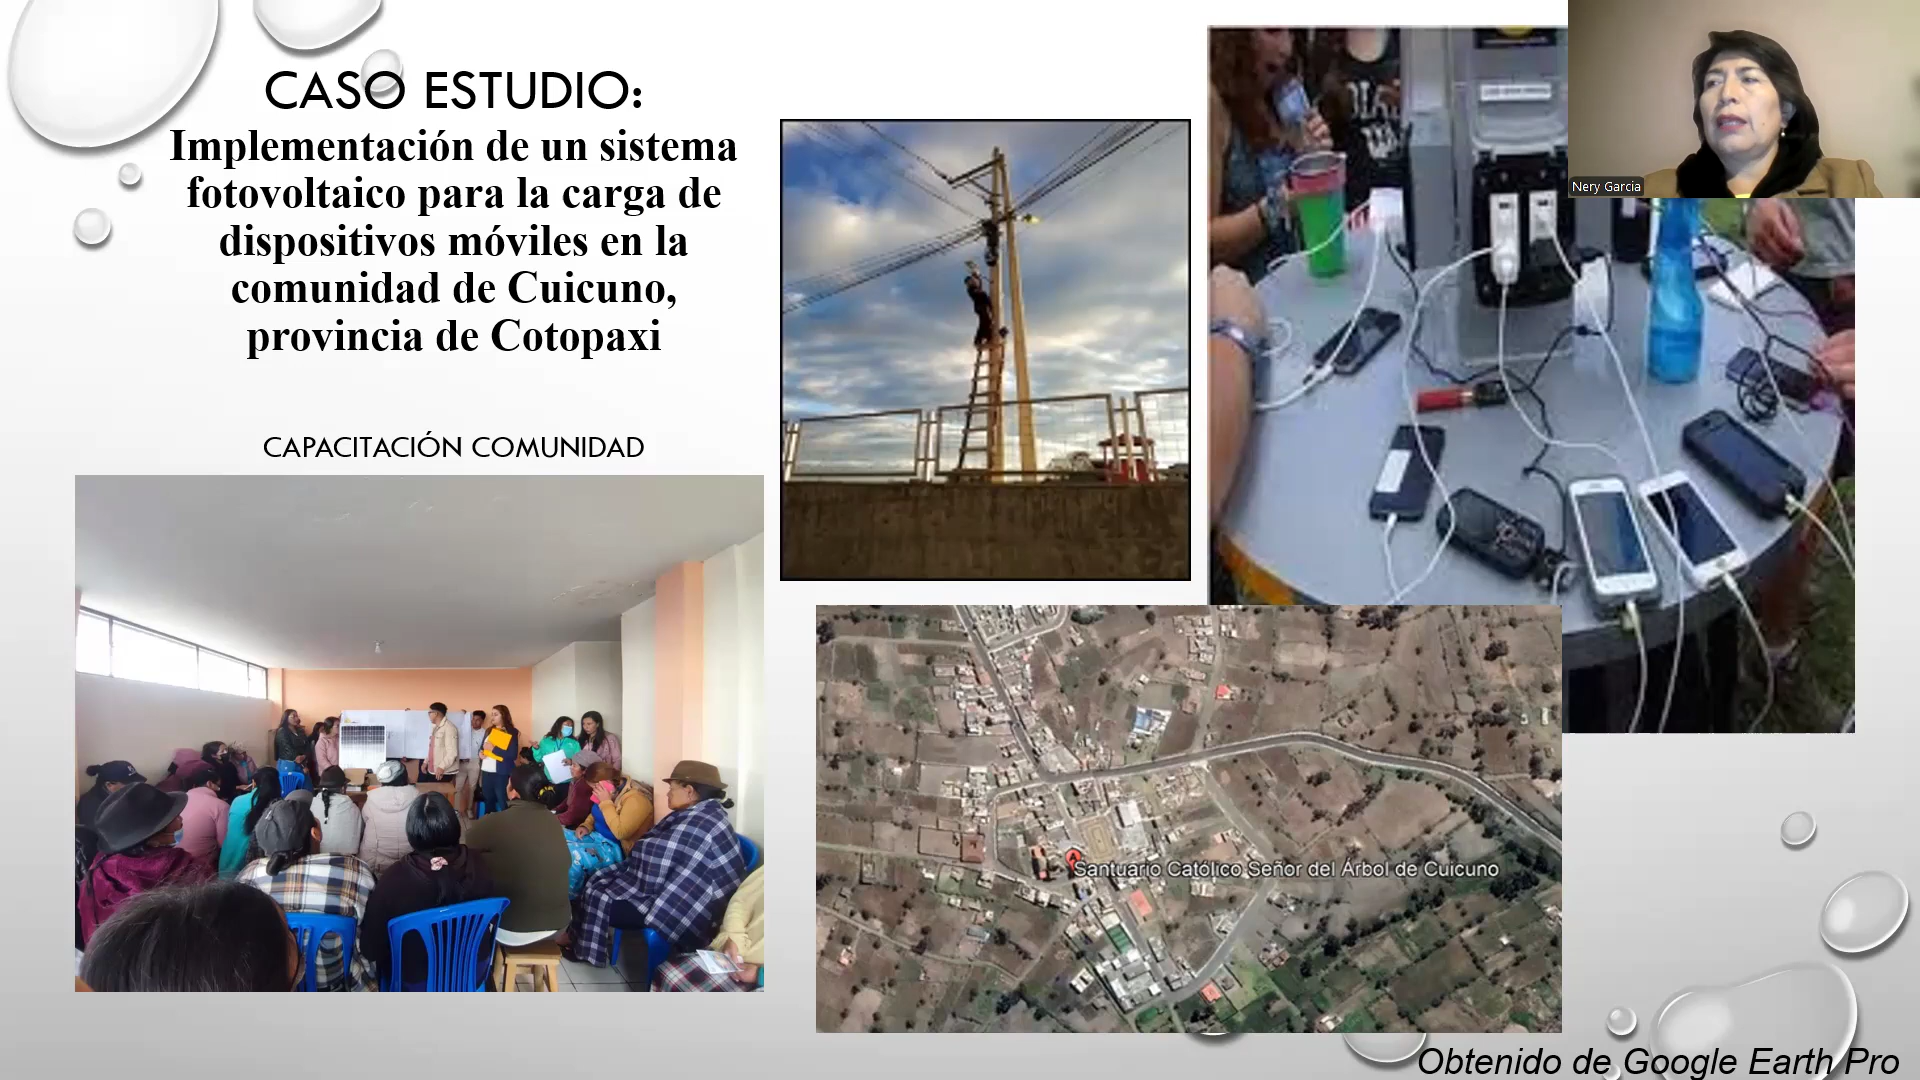 CASO ESTUDIO:
Implementación de un sistema
fotovoltaico para la carga de
dispositivos móviles en la
comunidad de Cuicuno,
provincia de Cotopaxi
CAPACITACIÓN COMUNIDAD
Nery Garcia
Santuario Católico Señor del Árbol de Cuicuno
Obtenido de Google Earth Pro